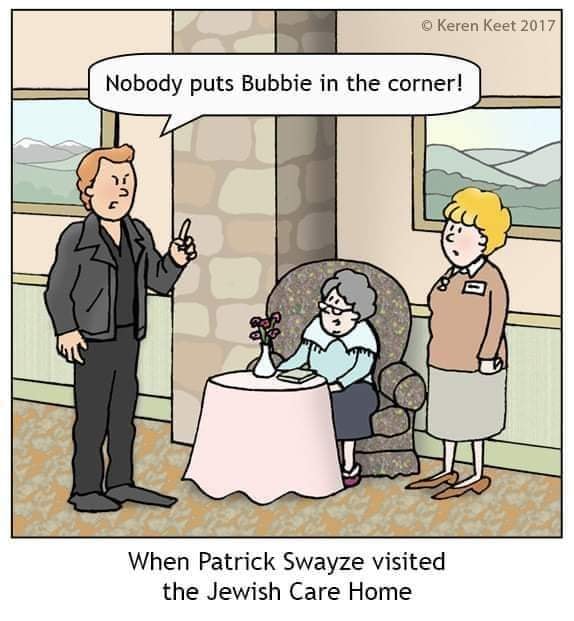 © Keren Keet 2017
Nobody puts Bubbie in the corner!
When Patrick Swayze visited
the Jewish Care Home